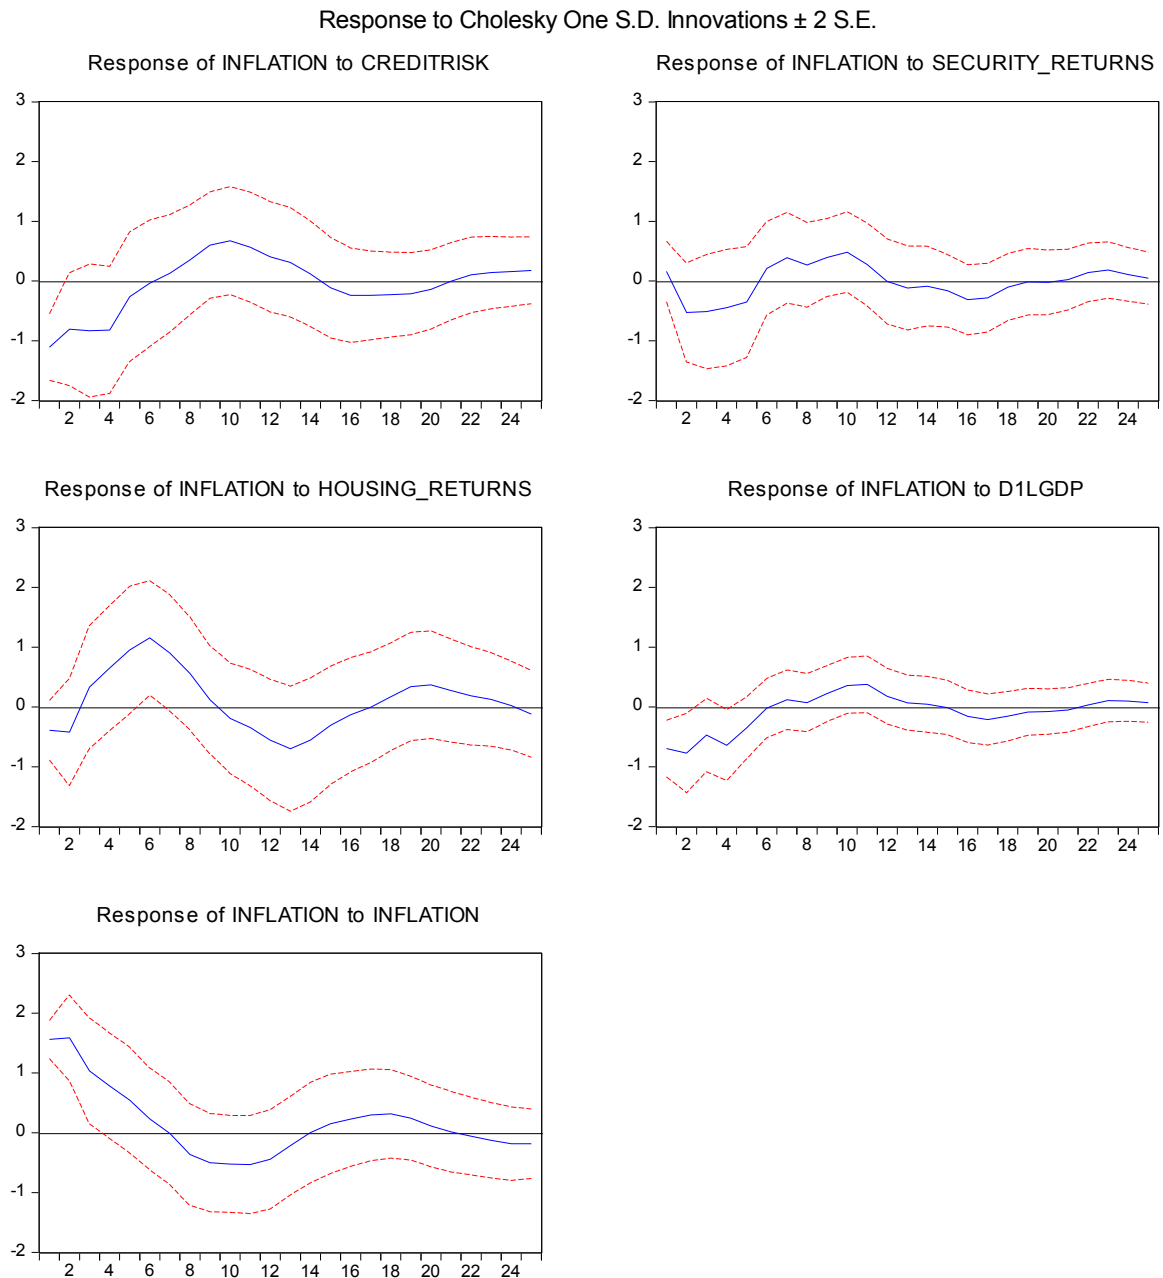 Response to Cholesky One S.D. Innovations ± 2 S.E.
Response of INFLATION to CREDITRISK
3
2
1
0
-1
-2
2 4 6 8 10 12 14 16 18 20 22 24
Response of INFLATION to SECURITY_RETURNS
3
2
1
0
-1
-2
2 4 6 8 10 12 14 16 18 20 22 24
Response of INFLATION to HOUSING_RETURNS
3
2
1
0
-1
-2
2 4 6 8 10 12 14 16 18 20 22 24
Response of INFLATION to D1LGDP
3
2
1
0
-1
-2
2 4 6 8 10 12 14 16 18 20 22 24
Response of INFLATION to INFLATION
3
2
1
0
-1
-2
2 4 6 8 10 12 14 16 18 20 22 24